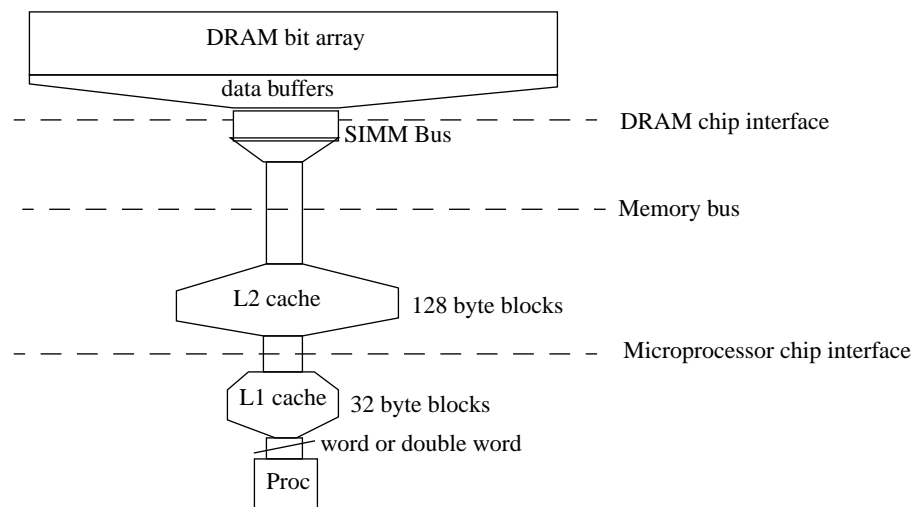 DRAM bit array
data buffers
DRAM chip interface
SIMM Bus
Memory bus
L2 cache
128 byte blocks
Microprocessor chip interface
L1 cache
32 byte blocks
word or double word
Proc